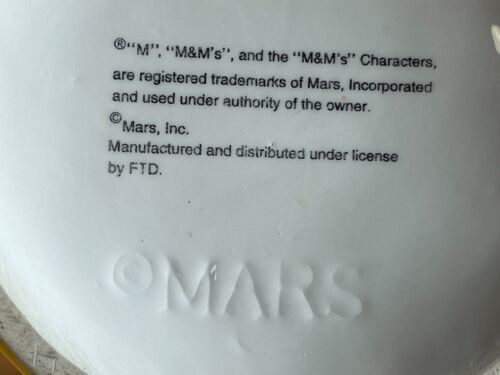 ®"M", "M&M's", and the "M&M's" Characters,
are registered trademarks of Mars, Incorporated
and used under authority of the owner.
©Mars, Inc.
Manufactured and distributed under license
by FTD.
©MARS